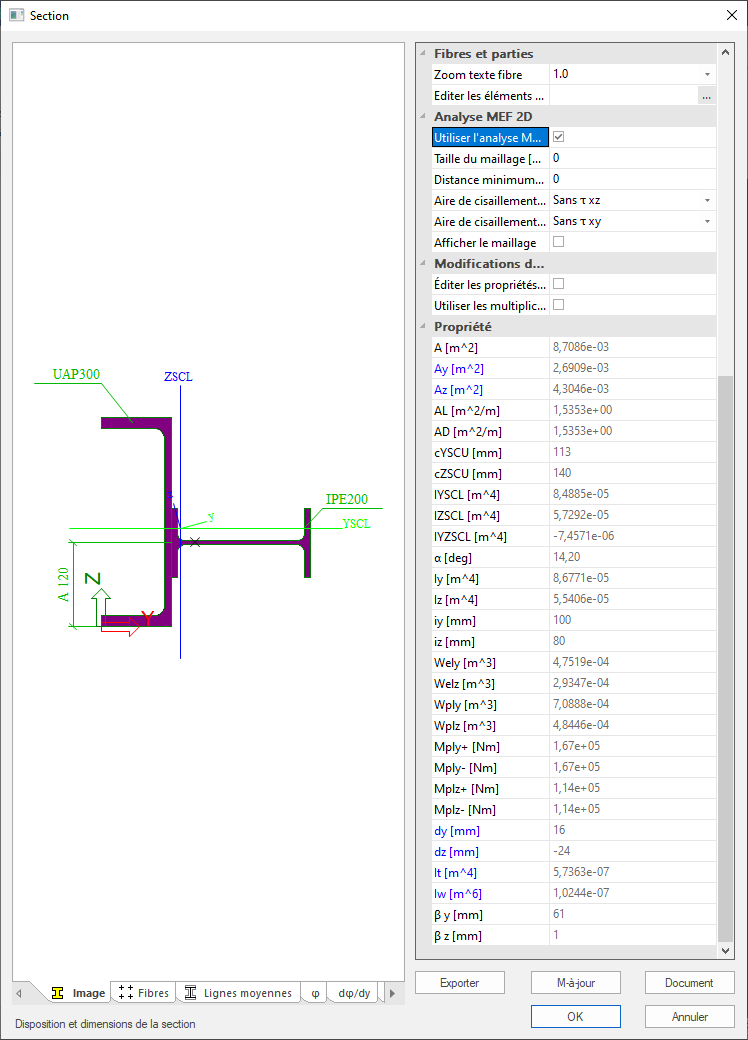 Section
UAP300
ZSCL
IPE200
y
YSCL
A 120
Z
Y
Image
Fibres
Lignes moyennes
φ
dφ/dy
Disposition et dimensions de la section
Fibres et parties
Zoom texte fibre 1.0
Editer les éléments ... ...
Analyse MEF 2D
Utiliser l'analyse M...
Taille du maillage [... 0
Distance minimum... 0
Aire de cisaillement... Sans τ xz
Aire de cisaillement... Sans τ xy
Afficher le maillage
Modifications d...
Éditer les propriétés...
Utiliser les multiplic...
Propriété
A [m^2] 8,7086e-03
Ay [m^2] 2,6909e-03
Az [m^2] 4,3046e-03
AL [m^2/m] 1,5353e+00
AD [m^2/m] 1,5353e+00
cYSCU [mm] 113
cZSCU [mm] 140
IYSCL [m^4] 8,4885e-05
IZSCL [m^4] 5,7292e-05
IYZSCL [m^4] -7,4571e-06
α [deg] 14,20
Iy [m^4] 8,6771e-05
Iz [m^4] 5,5406e-05
iy [mm] 100
iz [mm] 80
Wely [m^3] 4,7519e-04
Welz [m^3] 2,9347e-04
Wply [m^3] 7,0888e-04
Wplz [m^3] 4,8446e-04
Mply+ [Nm] 1,67e+05
Mply- [Nm] 1,67e+05
Mplz+ [Nm] 1,14e+05
Mplz- [Nm] 1,14e+05
dy [mm] 16
dz [mm] -24
It [m^4] 5,7363e-07
Iw [m^6] 1,0244e-07
β y [mm] 61
β z [mm] 1
Exporter
M-à-jour
Document
OK
Annuler